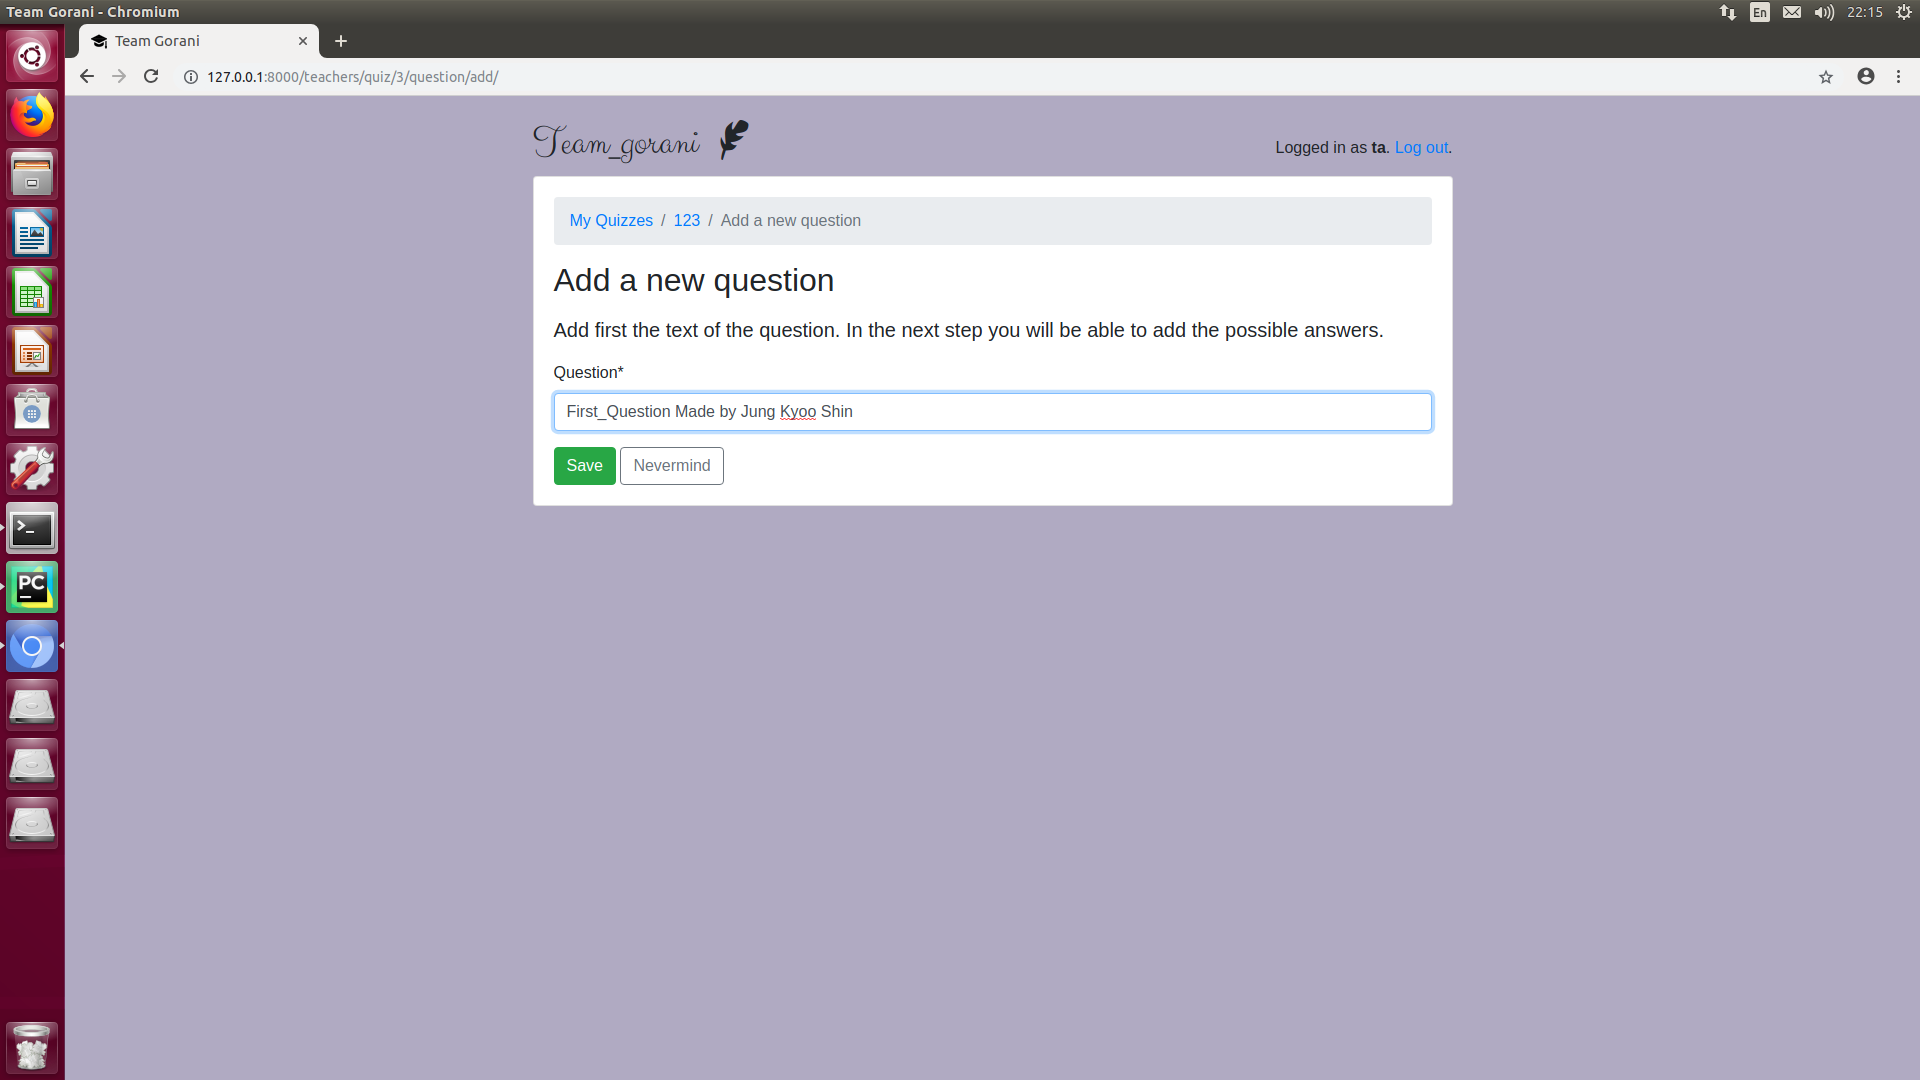 Team Gorani - Chromium
En
22:15
Team Gorani
127.0.0.1:8000/teachers/quiz/3/question/add/
Team_gorani
Logged in as ta. Log out.
My Quizzes / 123 / Add a new question
Add a new question
Add first the text of the question. In the next step you will be able to add the possible answers.
Question*
First_Question Made by Jung Kyoo Shin
Save
Nevermind
>_
PC